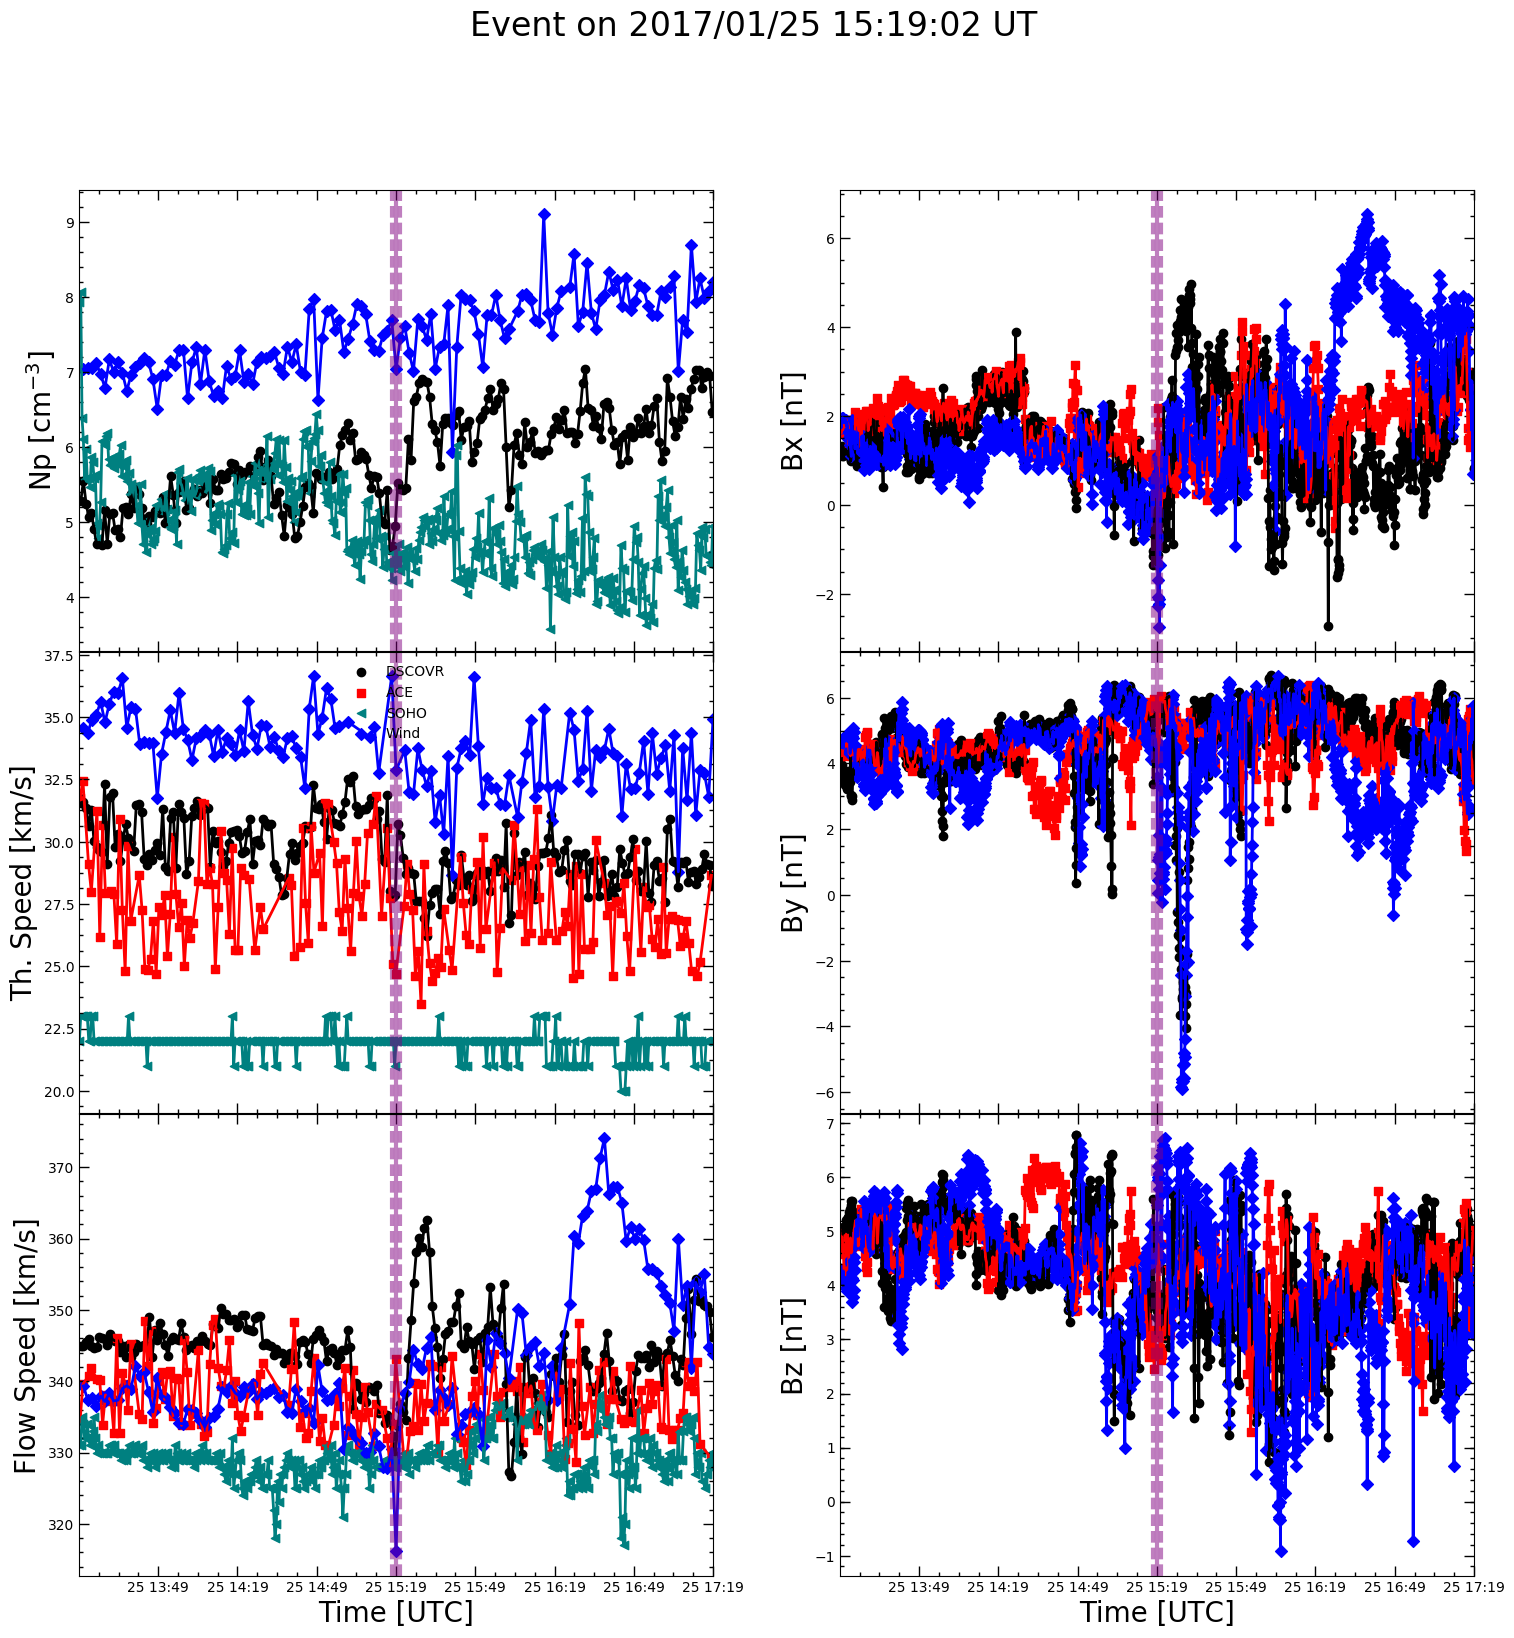 Event on 2017/01/25 15:19:02 UT
Np [cm⁻³]
9
8
7
6
5
4
Th. Speed [km/s]
37.5
35.0
32.5
30.0
27.5
25.0
22.5
20.0
DSCOVR
ACE
SOHO
Wind
Flow Speed [km/s]
370
360
350
340
330
320
25 13:49 25 14:19 25 14:49 25 15:19 25 15:49 25 16:19 25 16:49 25 17:19
Time [UTC]
Bx [nT]
6
4
2
0
−2
By [nT]
6
4
2
0
−2
−4
−6
Bz [nT]
7
6
5
4
3
2
1
0
−1
25 13:49 25 14:19 25 14:49 25 15:19 25 15:49 25 16:19 25 16:49 25 17:19
Time [UTC]